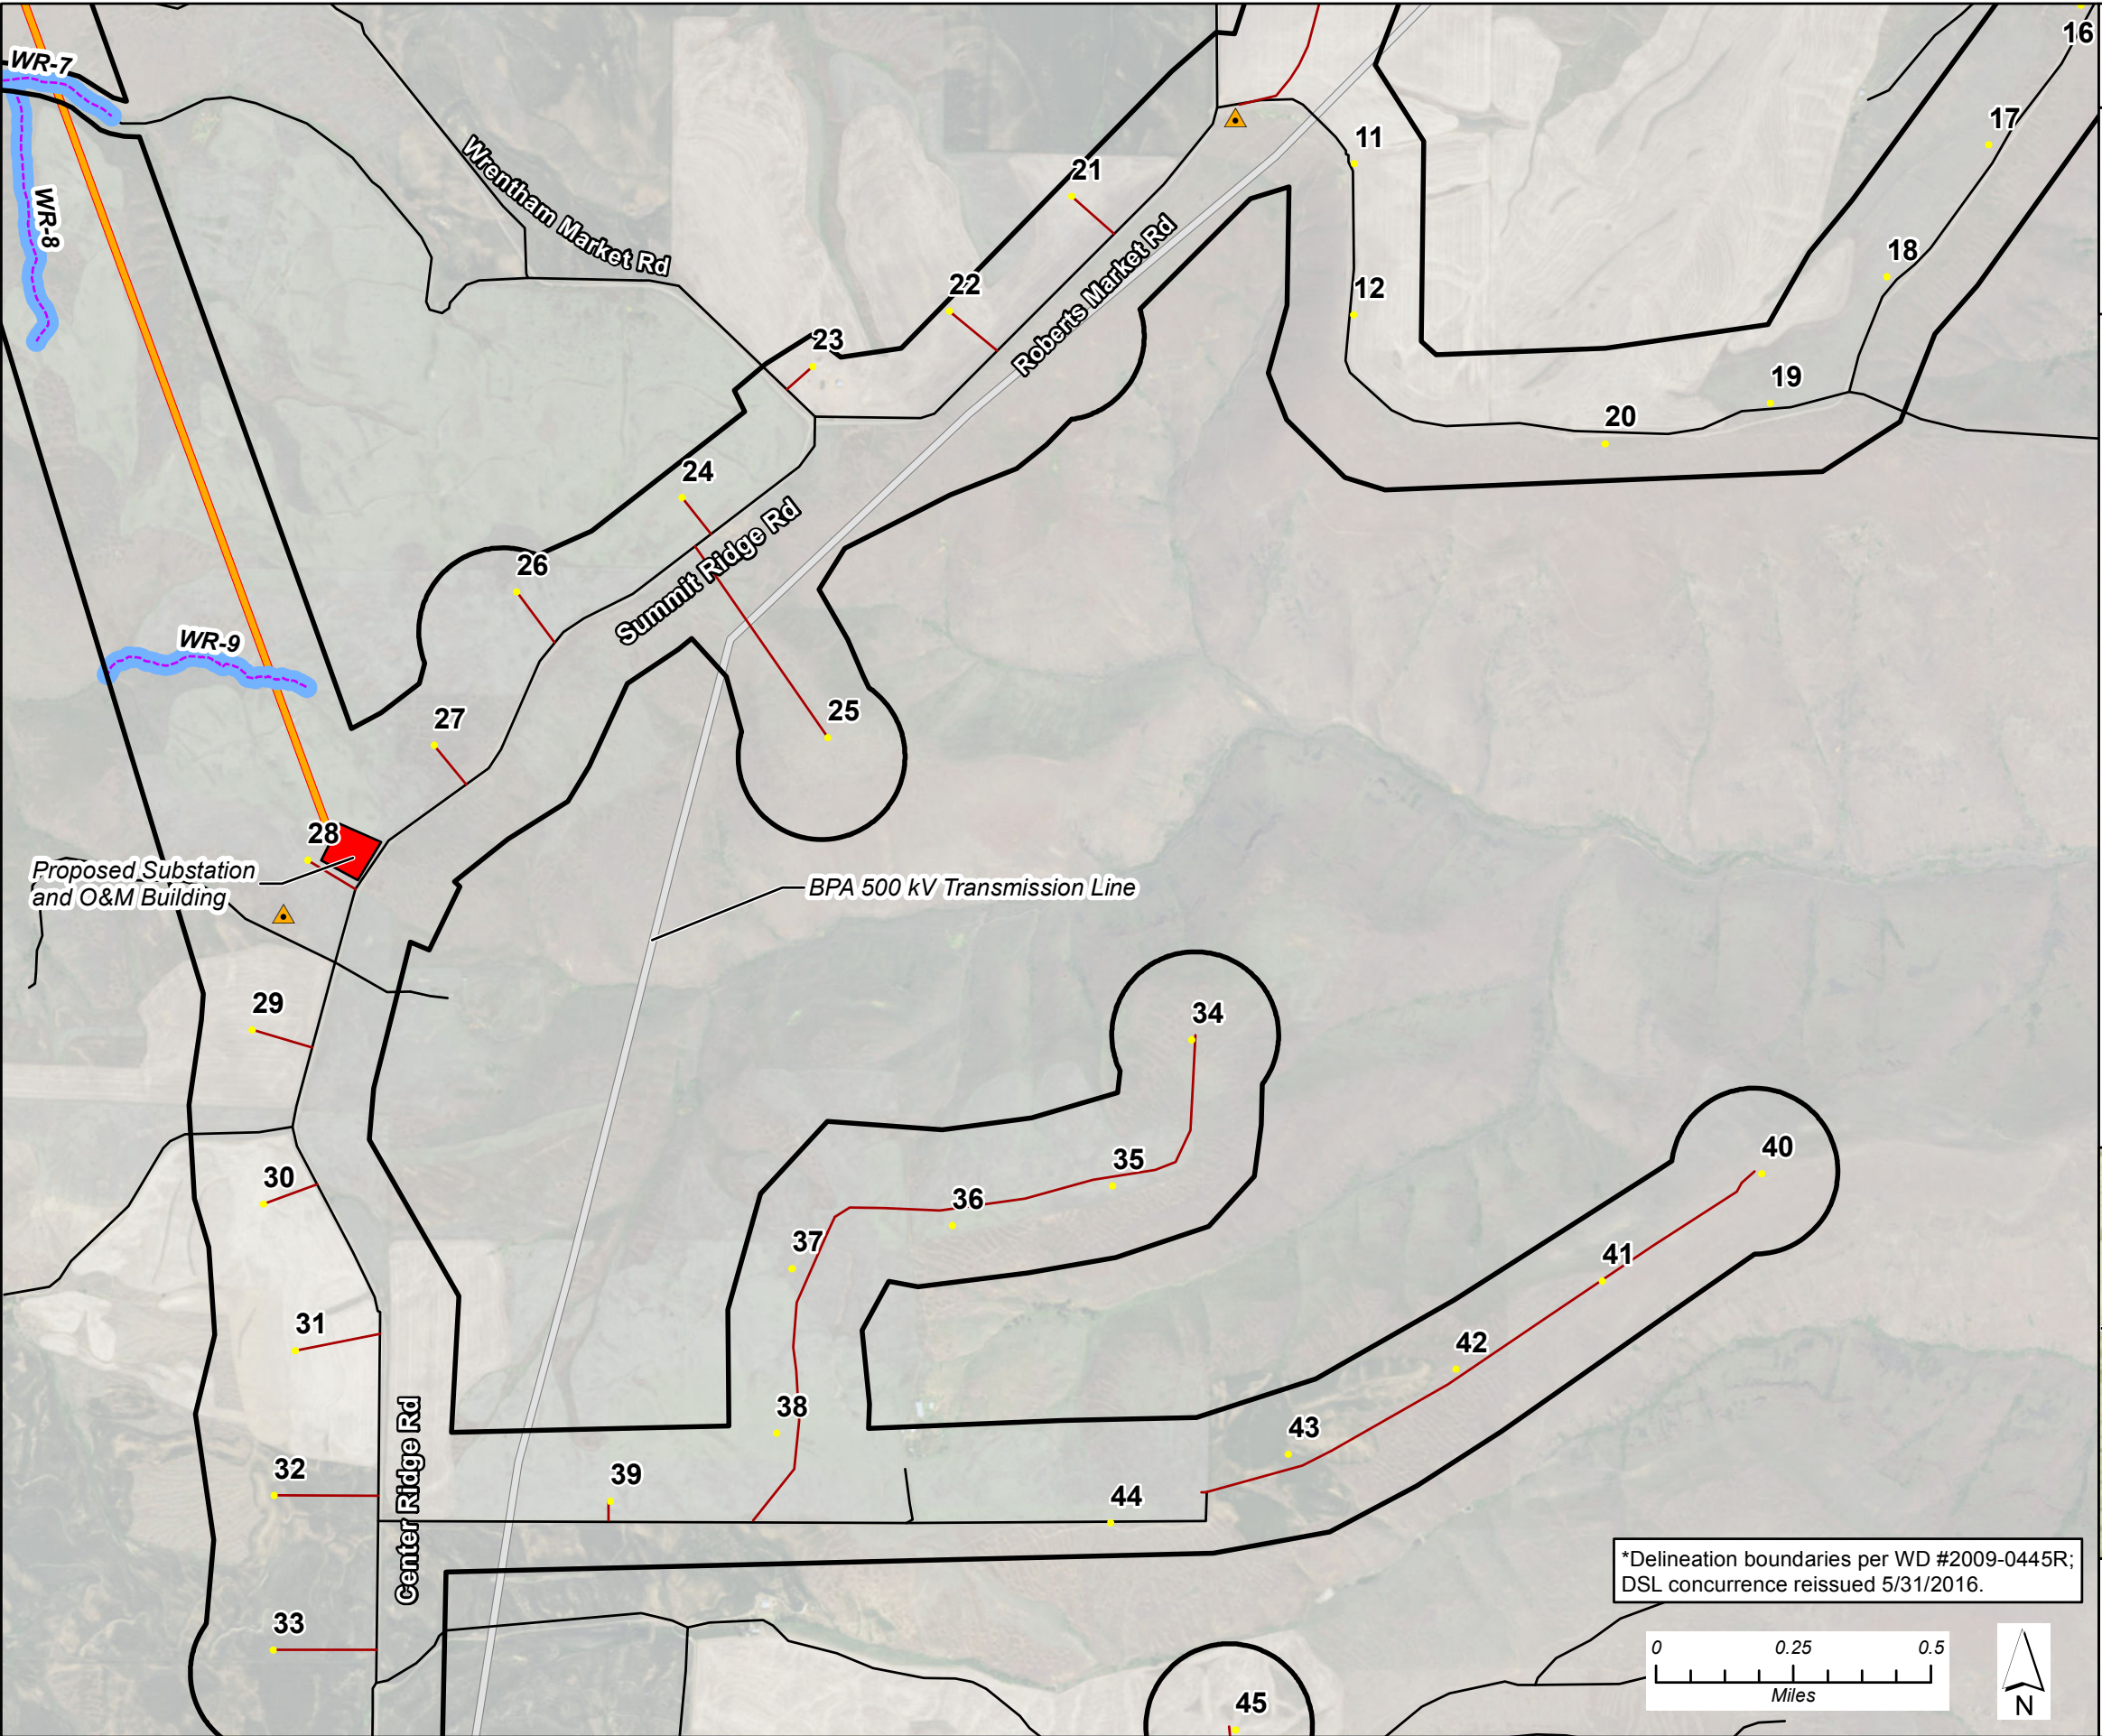 16
WR-7
17
11
Wrentham Market Rd
21
WR-8
Roberts Market Rd
18
22
12
23
19
20
24
Summit Ridge Rd
26
WR-9
25
27
28
Proposed Substation
and O&M Building
BPA 500 kV Transmission Line
29
34
40
35
30
36
37
41
31
42
38
43
Center Ridge Rd
32
39
44
*Delineation boundaries per WD #2009-0445R;
DSL concurrence reissued 5/31/2016.
33
0 0.25 0.5
Miles
N
45